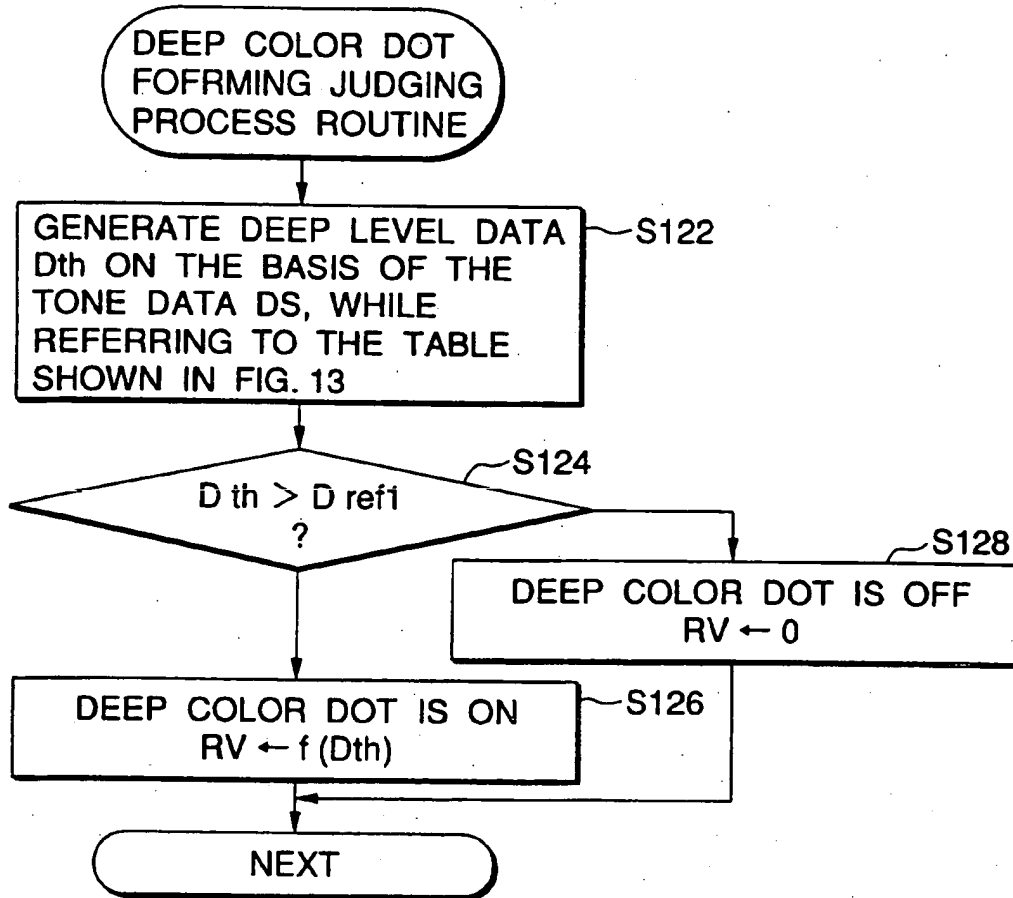 DEEP COLOR DOT
FOFRMING JUDGING
PROCESS ROUTINE
GENERATE DEEP LEVEL DATA
Dth ON THE BASIS OF THE
TONE DATA DS, WHILE
REFERRING TO THE TABLE
SHOWN IN FIG. 13
S122
D th > D ref1
?
S124
DEEP COLOR DOT IS OFF
RV ← 0
S128
DEEP COLOR DOT IS ON
RV ← f (Dth)
S126
NEXT